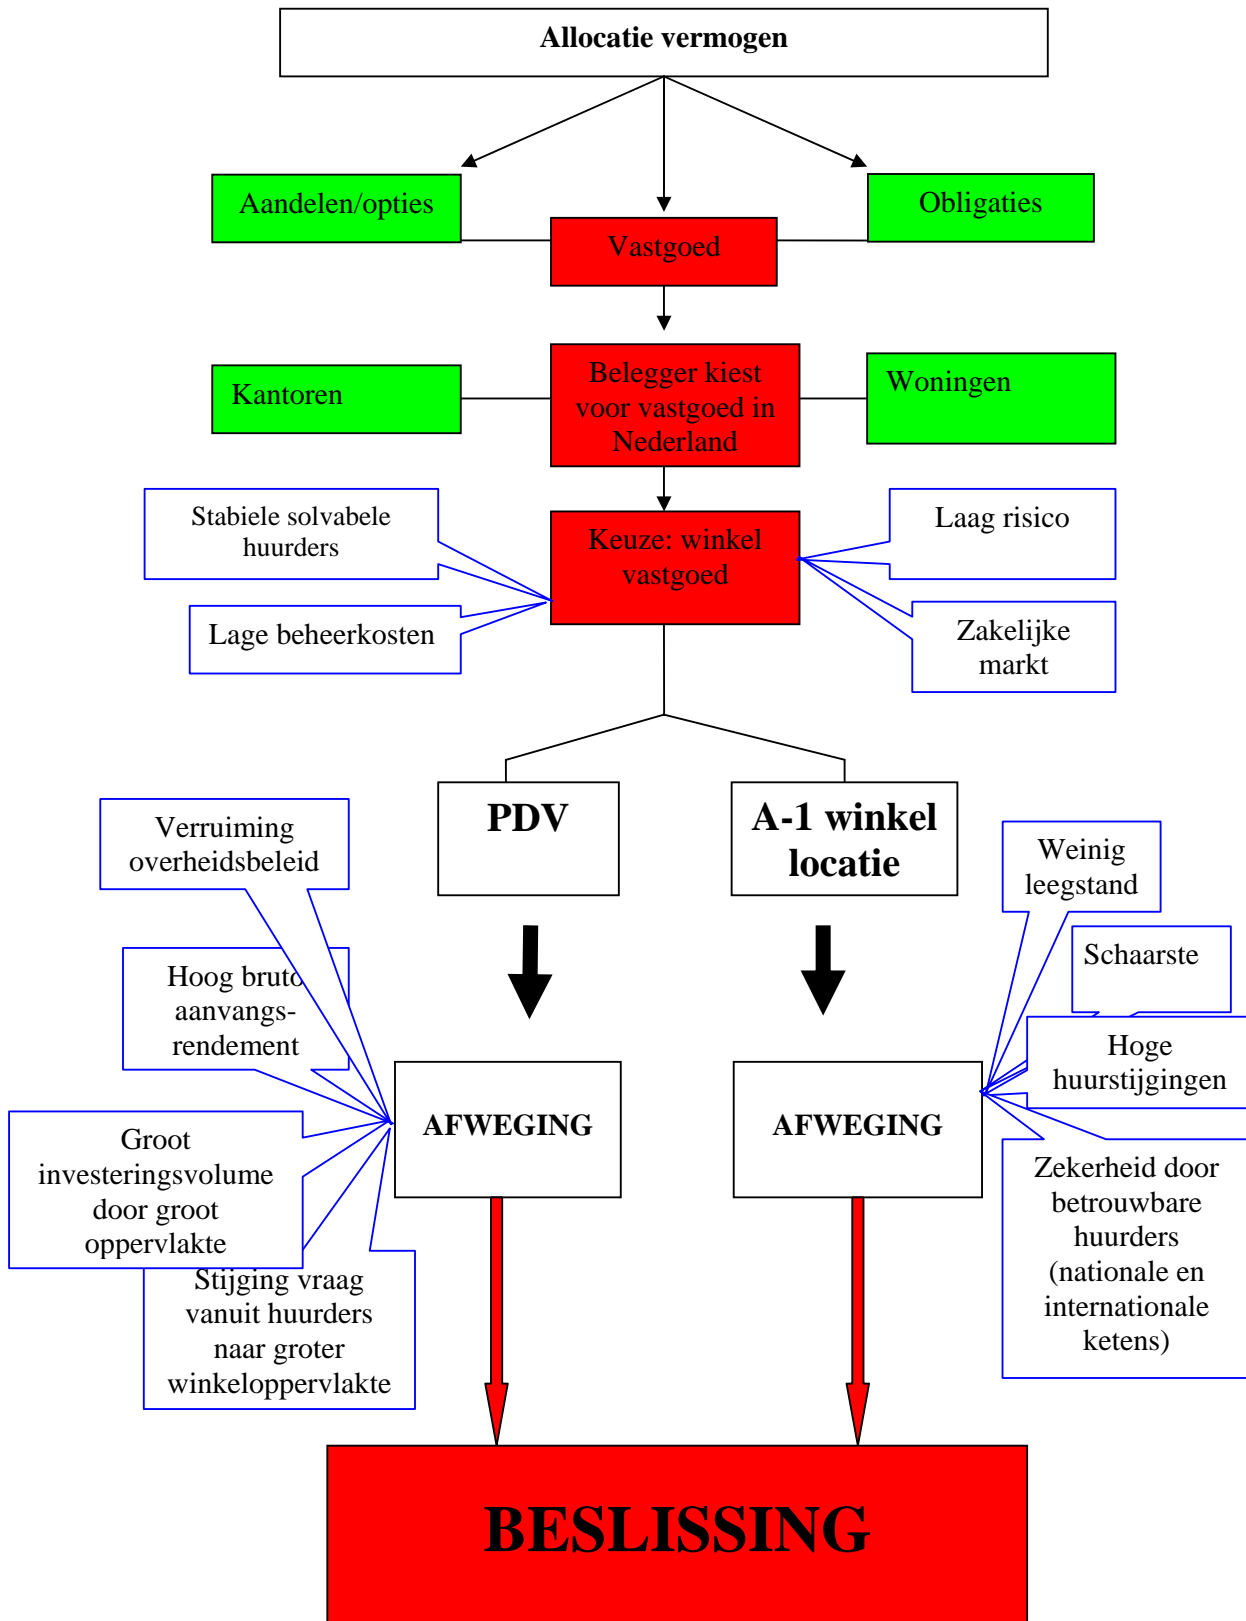 Allocatie vermogen
Aandelen/opties
Obligaties
Vastgoed
Kantoren
Belegger kiest
voor vastgoed in
Nederland
Woningen
Stabiele solvabele
huurders
Keuze: winkel
vastgoed
Laag risico
Lage beheerkosten
Zakelijke
markt
PDV
A-1 winkel
locatie
Verruiming
overheidsbeleid
Weinig
leegstand
Hoog bruto
aanvangs-
rendement
Schaarste
Hoge
huurstijgingen
AFWEGING
AFWEGING
Groot
investeringsvolume
door groot
oppervlakte
Zekerheid door
betrouwbare
huurders
(nationale en
internationale
ketens)
Stijging vraag
vanuit huurders
naar groter
winkeloppervlakte
BESLISSING